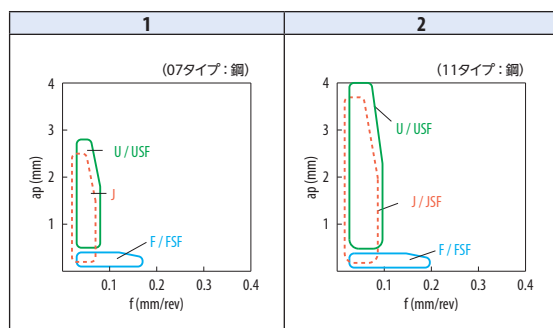 1
2
(07タイプ：鋼)
4
3
2
1
ap (mm)
U / USF
J
F / FSF
0.1
0.2
0.3
0.4
f (mm/rev)
(11タイプ：鋼)
4
3
2
1
ap (mm)
U / USF
J / JSF
F / FSF
0.1
0.2
0.3
0.4
f (mm/rev)